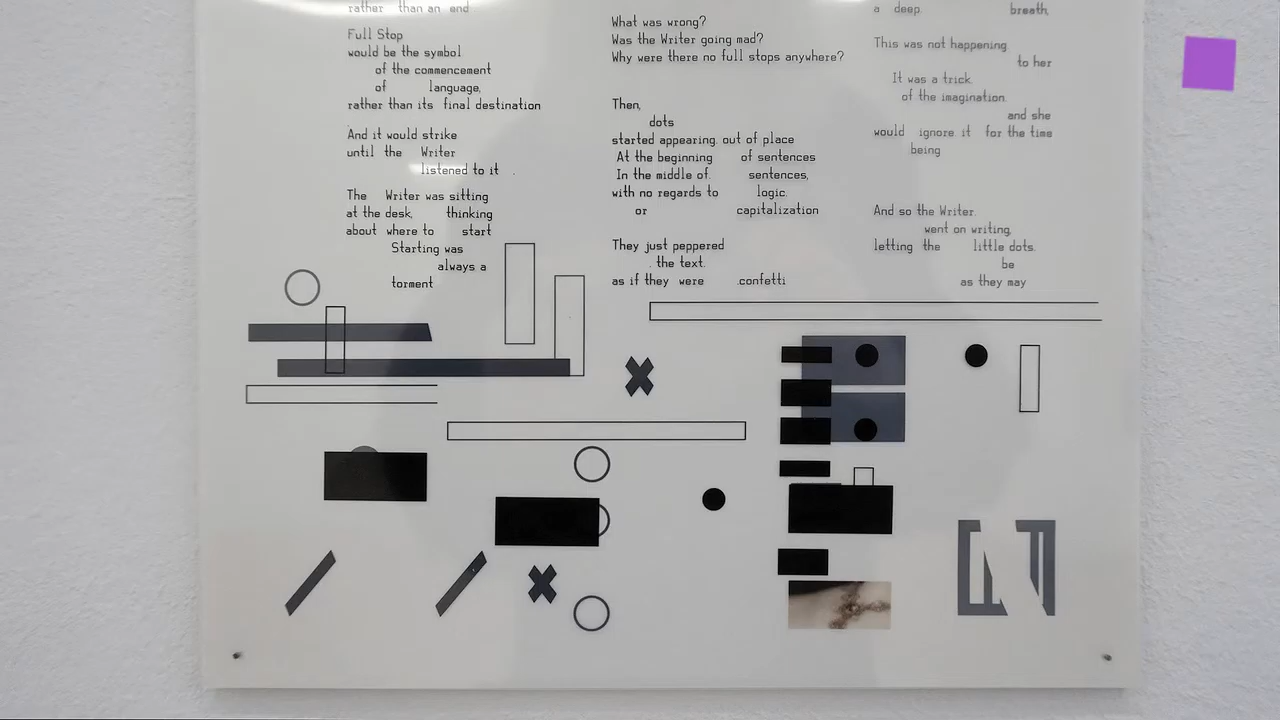 rather than an end
Full Stop
would be the symbol
of the commencement
of language,
rather than its final destination
And it would strike
until the Writer
listened to it .
The Writer was sitting
at the desk, thinking
about where to start
Starting was
always a
torment
What was wrong?
Was the Writer going mad?
Why were there no full stops anywhere?
Then,
dots
started appearing. out of place
At the beginning of sentences
In the middle of. sentences,
with no regards to logic.
or capitalization
They just peppered
. the text.
as if they were .confetti
a deep. breath,
This was not happening
to her
It was a trick.
of the imagination.
and she
would ignore it for the time
being
And so the Writer.
went on writing,
letting the little dots.
be
as they may